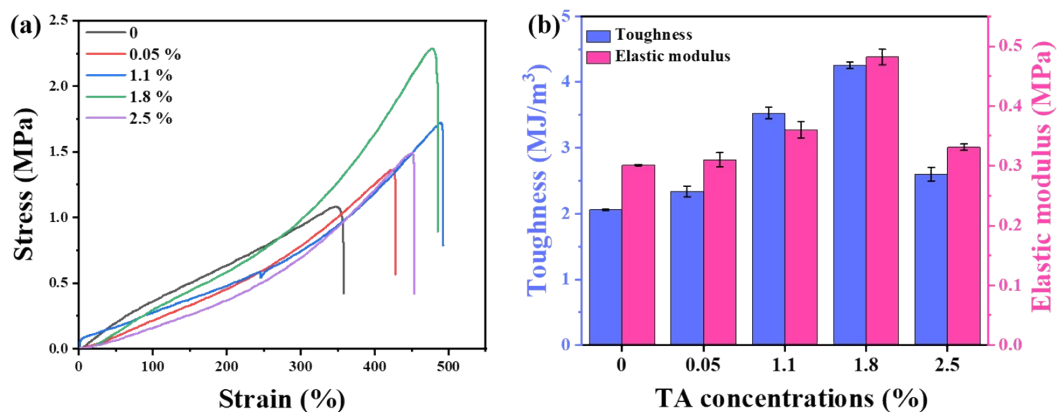 (a)
0
0.05 %
1.1 %
1.8 %
2.5 %
Stress (MPa)
2.5
2.0
1.5
1.0
0.5
0.0
0 100 200 300 400 500
Strain (%)
(b)
Toughness
Elastic modulus
Toughness (MJ/m³)
5
4
3
2
1
0
0 0.05 1.1 1.8 2.5
TA concentrations (%)
0.5
0.4
0.3
0.2
0.1
0.0
Elastic modulus (MPa)